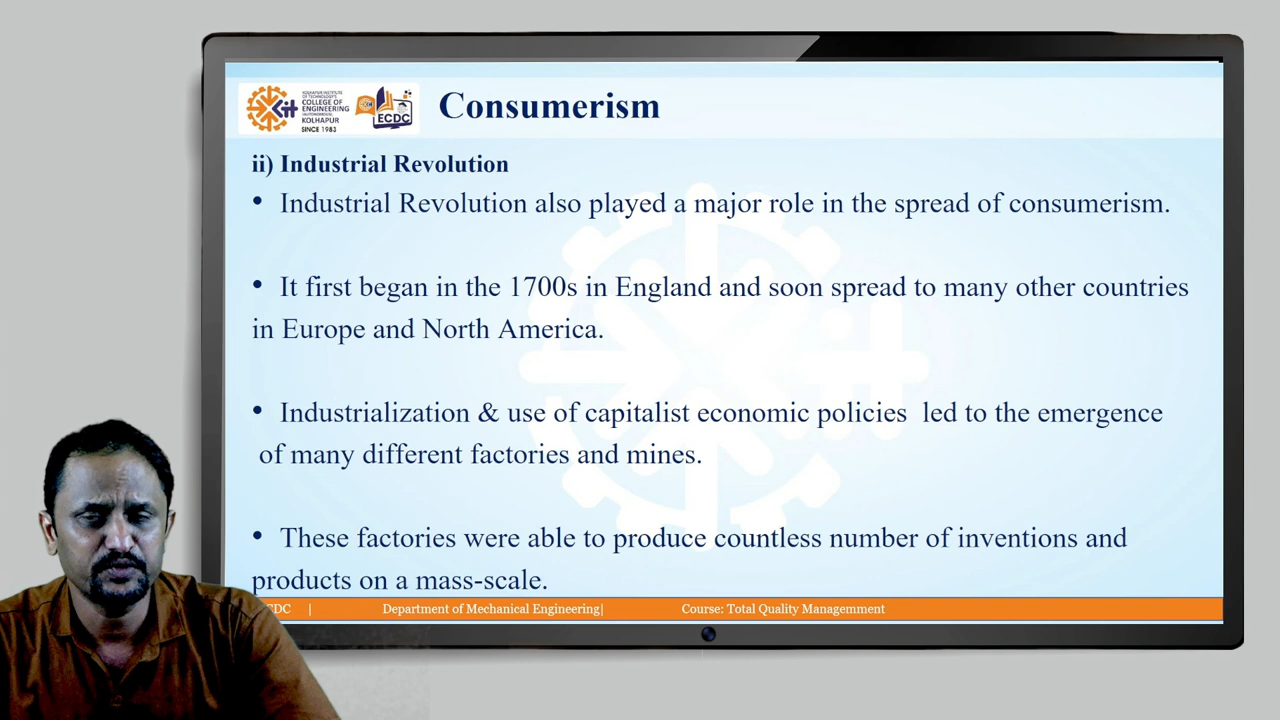 KOLHAPUR INSTITUTE
OF TECHNOLOGY'S
COLLEGE OF
ENGINEERING
(AUTONOMOUS)
KOLHAPUR
SINCE 1983
ECDC
Consumerism
ii) Industrial Revolution
• Industrial Revolution also played a major role in the spread of consumerism.
• It first began in the 1700s in England and soon spread to many other countries
in Europe and North America.
• Industrialization & use of capitalist economic policies led to the emergence
of many different factories and mines.
• These factories were able to produce countless number of inventions and
products on a mass-scale.
CDC | Department of Mechanical Engineering| Course: Total Quality Managemment